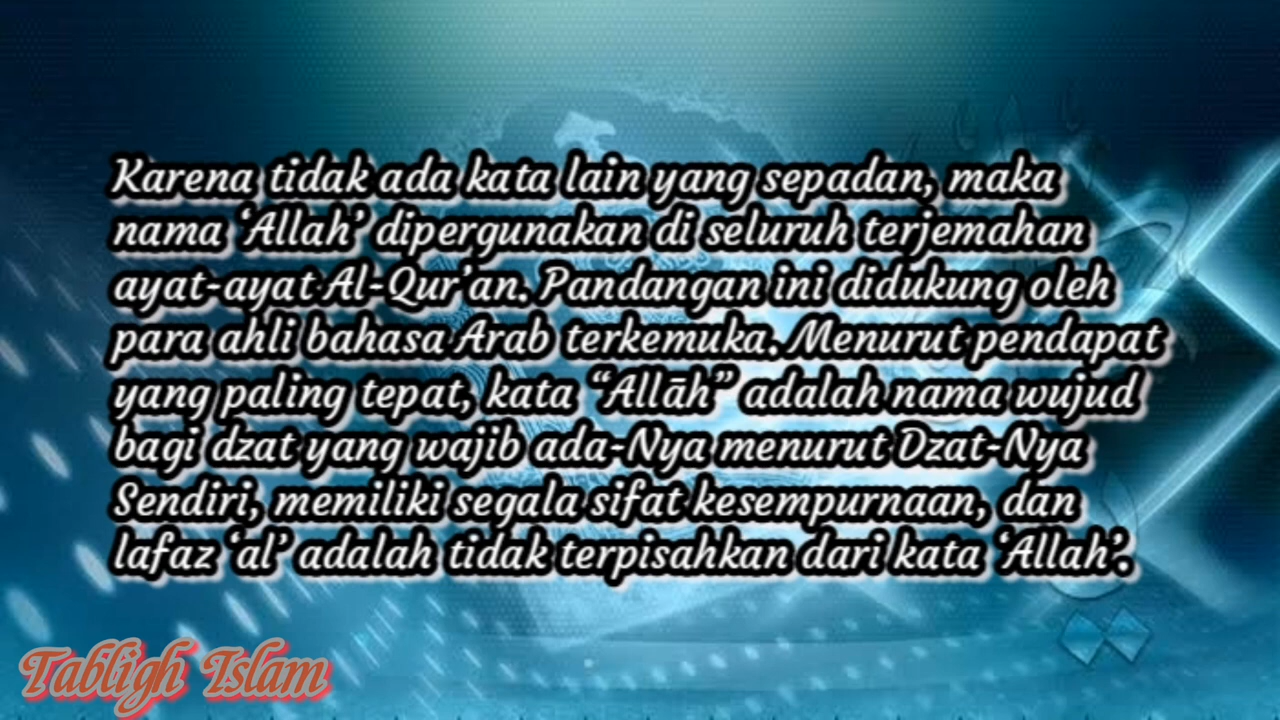 Karena tidak ada kata lain yang sepadan, maka
nama ‘Allah’ dipergunakan di seluruh terjemahan
ayat-ayat Al-Qur’an. Pandangan ini didukung oleh
para ahli bahasa Arab terkemuka. Menurut pendapat
yang paling tepat, kata “Allāh” adalah nama wujud
bagi dzat yang wajib ada-Nya menurut Dzat-Nya
Sendiri, memiliki segala sifat kesempurnaan, dan
lafaz ‘al’ adalah tidak terpisahkan dari kata ‘Allah’.
Tabligh Islam